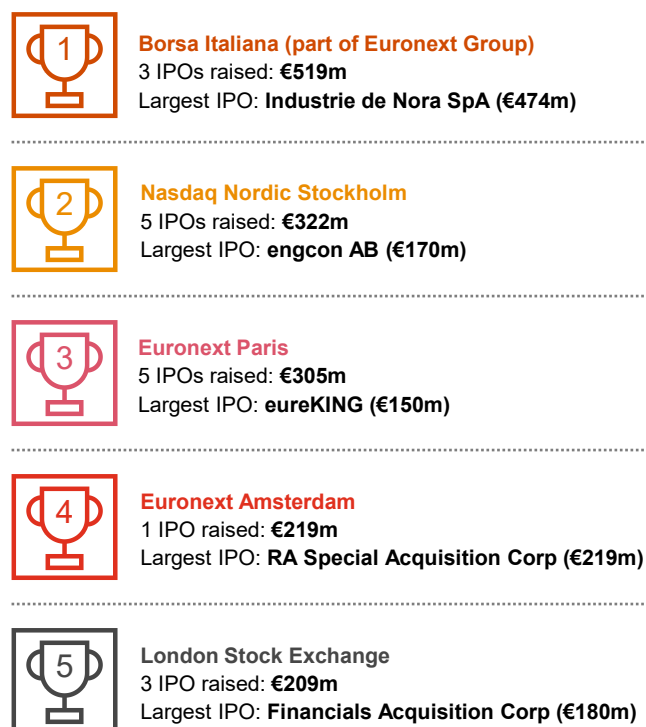 1
Borsa Italiana (part of Euronext Group)
3 IPOs raised: €519m
Largest IPO: Industrie de Nora SpA (€474m)
2
Nasdaq Nordic Stockholm
5 IPOs raised: €322m
Largest IPO: engcon AB (€170m)
3
Euronext Paris
5 IPOs raised: €305m
Largest IPO: eureKING (€150m)
4
Euronext Amsterdam
1 IPO raised: €219m
Largest IPO: RA Special Acquisition Corp (€219m)
5
London Stock Exchange
3 IPO raised: €209m
Largest IPO: Financials Acquisition Corp (€180m)